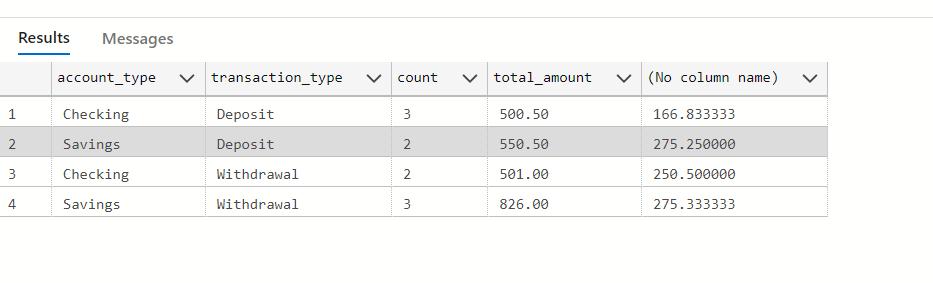 Results Messages
account_type transaction_type count total_amount (No column name)
1 Checking Deposit 3 500.50 166.833333
2 Savings Deposit 2 550.50 275.250000
3 Checking Withdrawal 2 501.00 250.500000
4 Savings Withdrawal 3 826.00 275.333333